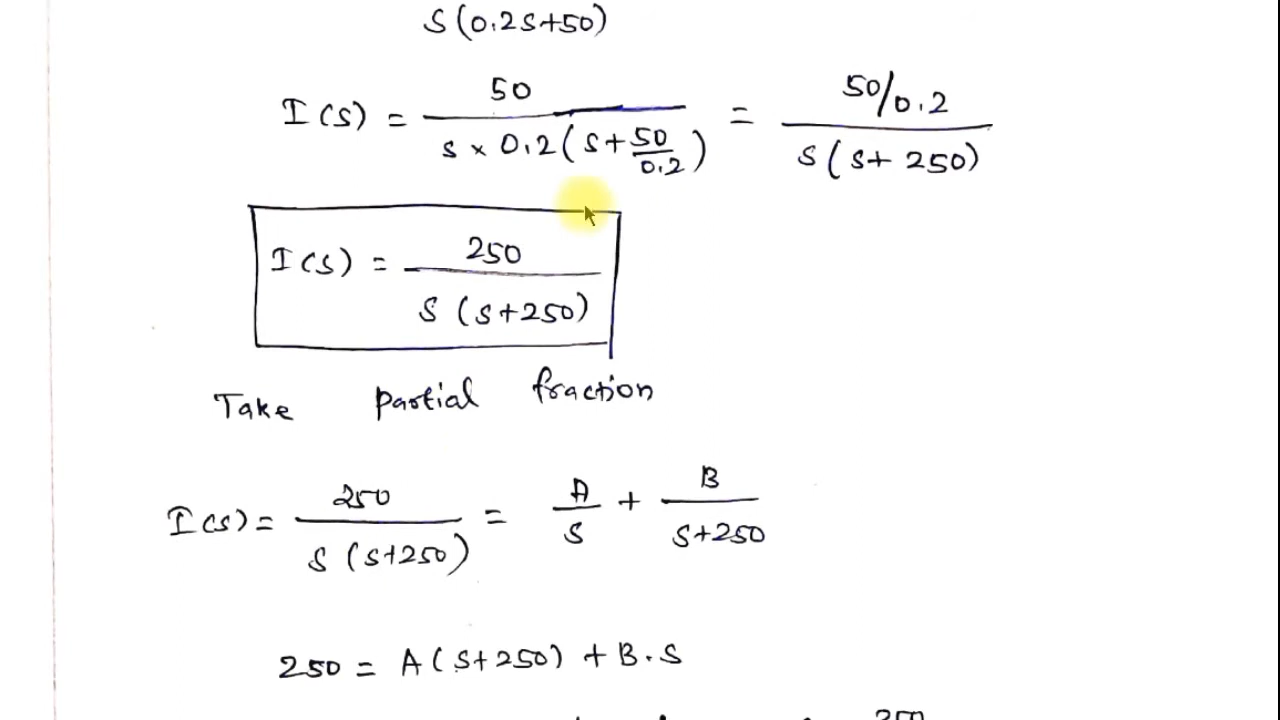 S(0.2S+50)
I(S) = 50 / S × 0.2(S+50/0.2) = 50/0.2 / S(S+250)
I(S) = 250 / S(S+250)
Take partial fraction
I(S) = 250 / S(S+250) = A/S + B/S+250
250 = A(S+250) + B.S